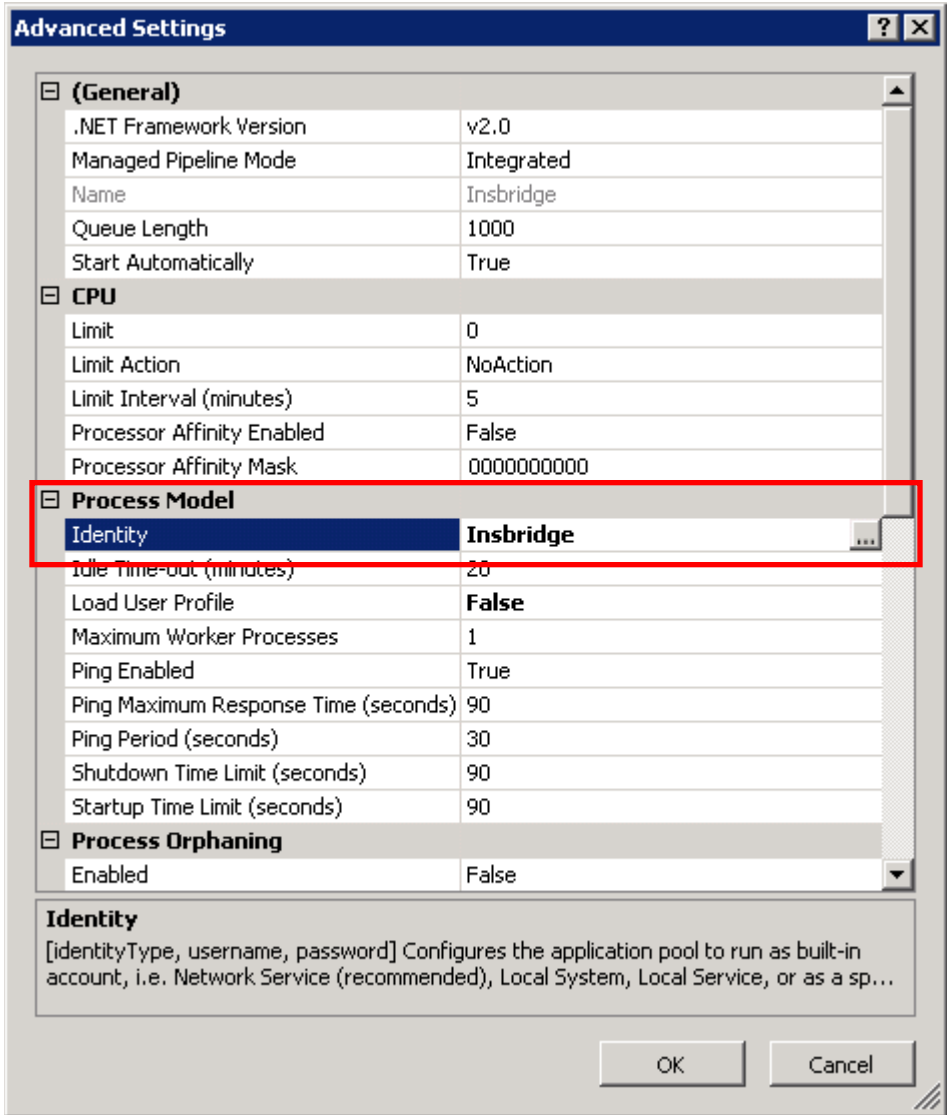 Advanced Settings
(General)
.NET Framework Version v2.0
Managed Pipeline Mode Integrated
Name Insbridge
Queue Length 1000
Start Automatically True
CPU
Limit 0
Limit Action NoAction
Limit Interval (minutes) 5
Processor Affinity Enabled False
Processor Affinity Mask 0000000000
Process Model
Identity Insbridge ...
Idle Time-out (minutes) 20
Load User Profile False
Maximum Worker Processes 1
Ping Enabled True
Ping Maximum Response Time (seconds) 90
Ping Period (seconds) 30
Shutdown Time Limit (seconds) 90
Startup Time Limit (seconds) 90
Process Orphaning
Enabled False
Identity
[identityType, username, password] Configures the application pool to run as built-in
account, i.e. Network Service (recommended), Local System, Local Service, or as a sp...
OK Cancel